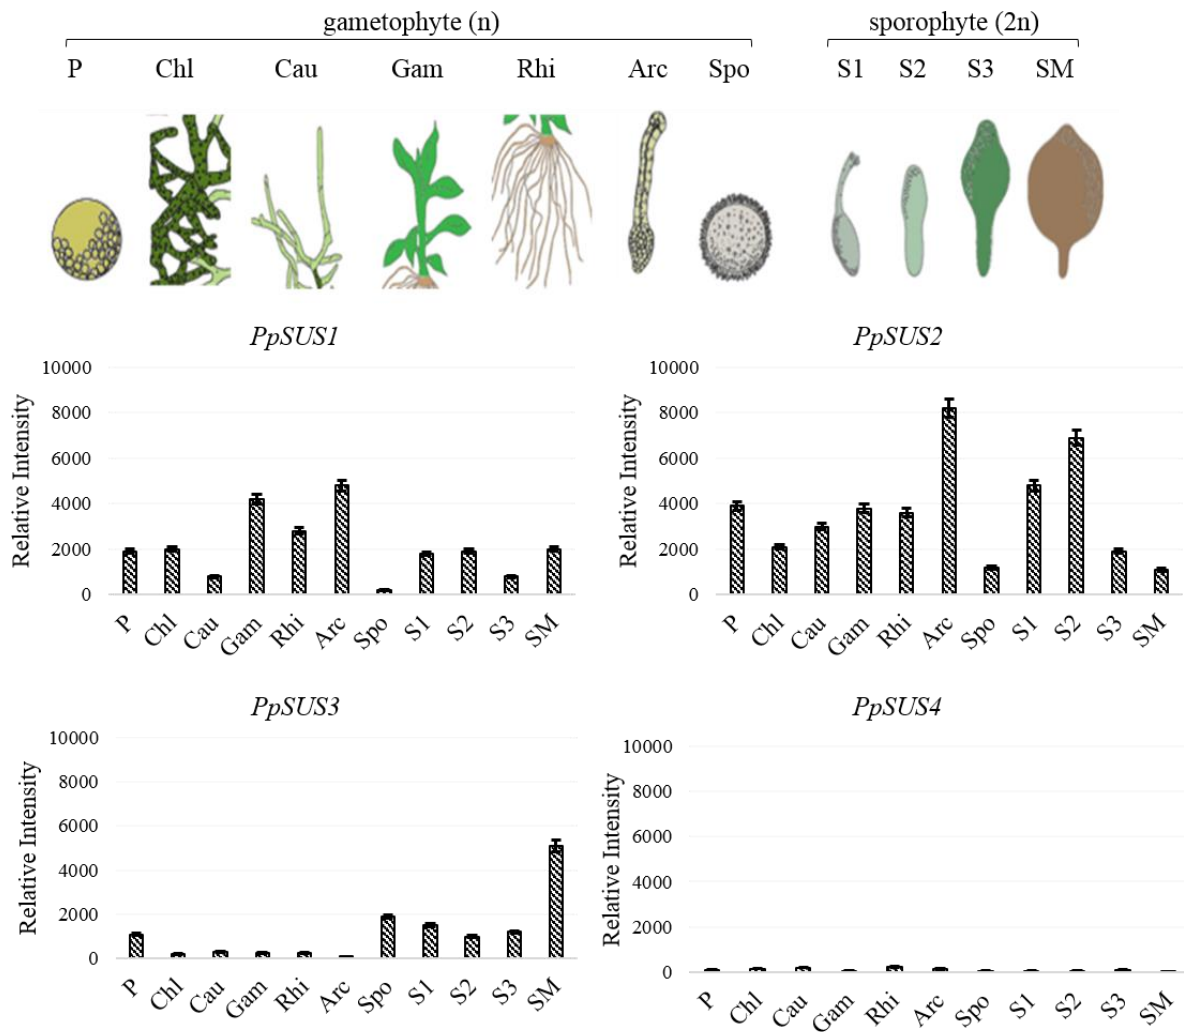 gametophyte (n) sporophyte (2n)
P Chl Cau Gam Rhi Arc Spo S1 S2 S3 SM
PpSUS1
Relative Intensity
10000
8000
6000
4000
2000
0
P Chl Cau Gam Rhi Arc Spo S1 S2 S3 SM
PpSUS2
Relative Intensity
10000
8000
6000
4000
2000
0
P Chl Cau Gam Rhi Arc Spo S1 S2 S3 SM
PpSUS3
Relative Intensity
10000
8000
6000
4000
2000
0
P Chl Cau Gam Rhi Arc Spo S1 S2 S3 SM
PpSUS4
Relative Intensity
10000
8000
6000
4000
2000
0
P Chl Cau Gam Rhi Arc Spo S1 S2 S3 SM